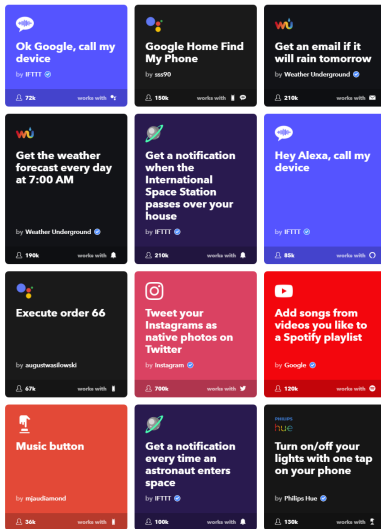 Ok Google, call my
device
by IFTTT
72k
works with
Google Home Find
My Phone
by sss90
150k
works with
wu
Get an email if it
will rain tomorrow
by Weather Underground
210k
works with
wu
Get the weather
forecast every day
at 7:00 AM
by Weather Underground
190k
works with
Get a notification
when the
International
Space Station
passes over your
house
by IFTTT
210k
works with
Hey Alexa, call my
device
by IFTTT
85k
works with
Execute order 66
by augustwasilowski
67k
works with
Tweet your
Instagrams as
native photos on
Twitter
by Instagram
700k
works with
Add songs from
videos you like to
a Spotify playlist
by Google
120k
works with
Music button
by mjaudiamond
36k
works with
Get a notification
every time an
astronaut enters
space
by IFTTT
100k
works with
PHILIPS
hue
Turn on/off your
lights with one tap
on your phone
by Philips Hue
130k
works with